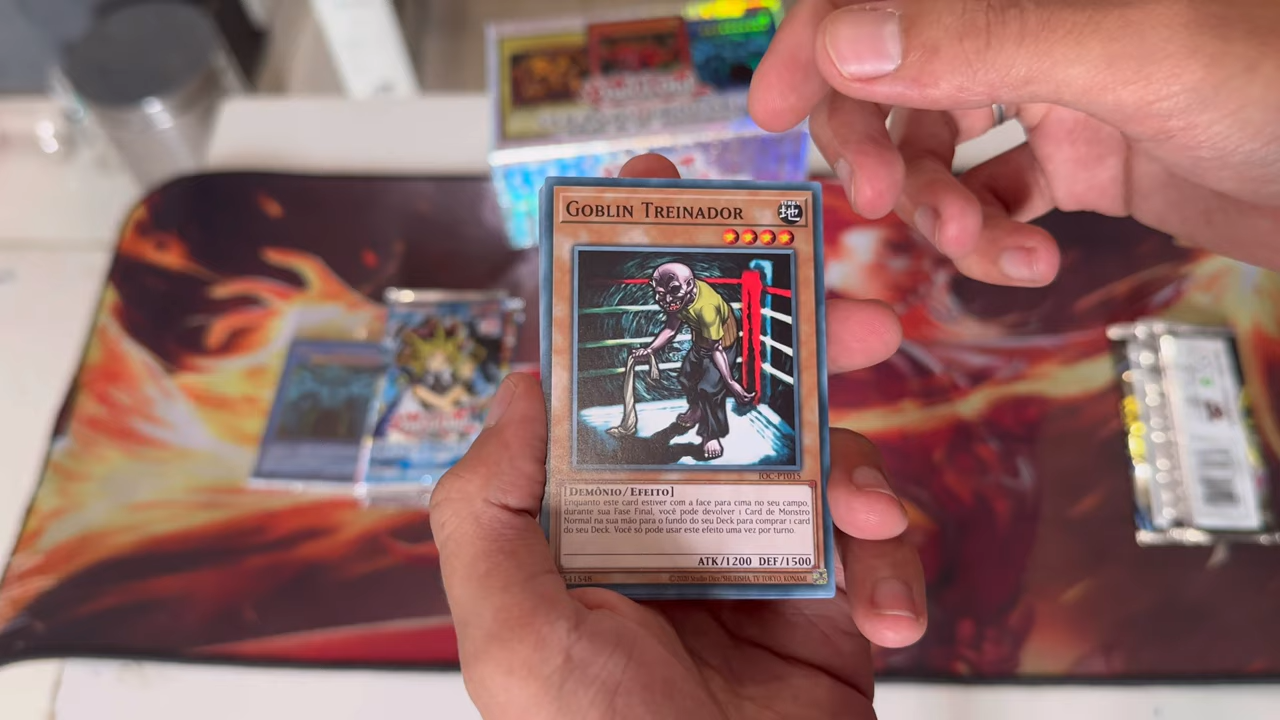 Goblin Treinador
TERRA
地
IOC-PT015
[Demônio/Efeito]
Enquanto este card estiver com a face para cima no seu campo,
durante sua Fase Final, você pode devolver 1 Card de Monstro
Normal na sua mão para o fundo do seu Deck para comprar 1 card
do seu Deck. Você só pode usar este efeito uma vez por turno.
ATK/1200 DEF/1500
541548
©2020 Studio Dice/SHUEISHA, TV TOKYO, KONAMI